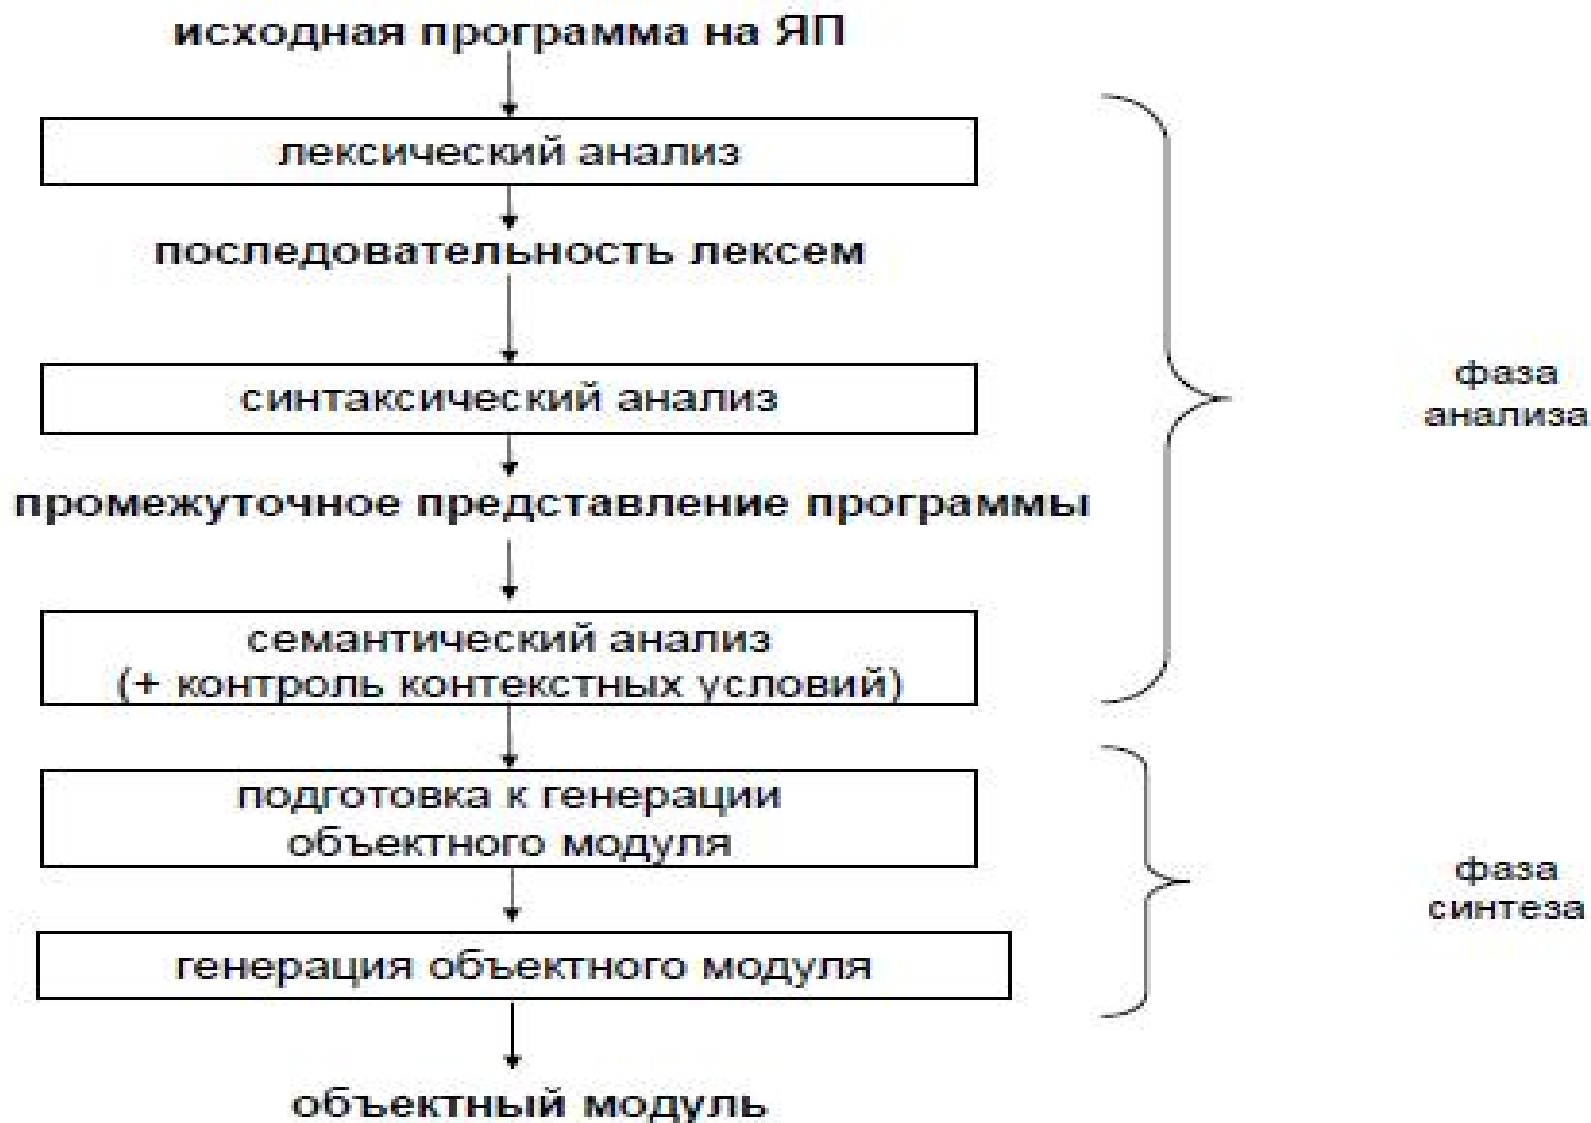 исходная программа на ЯП
лексический анализ
последовательность лексем
синтаксический анализ
промежуточное представление программы
семантический анализ
(+ контроль контекстных условий)
подготовка к генерации
объектного модуля
генерация объектного модуля
объектный модуль
фаза
анализа
фаза
синтеза